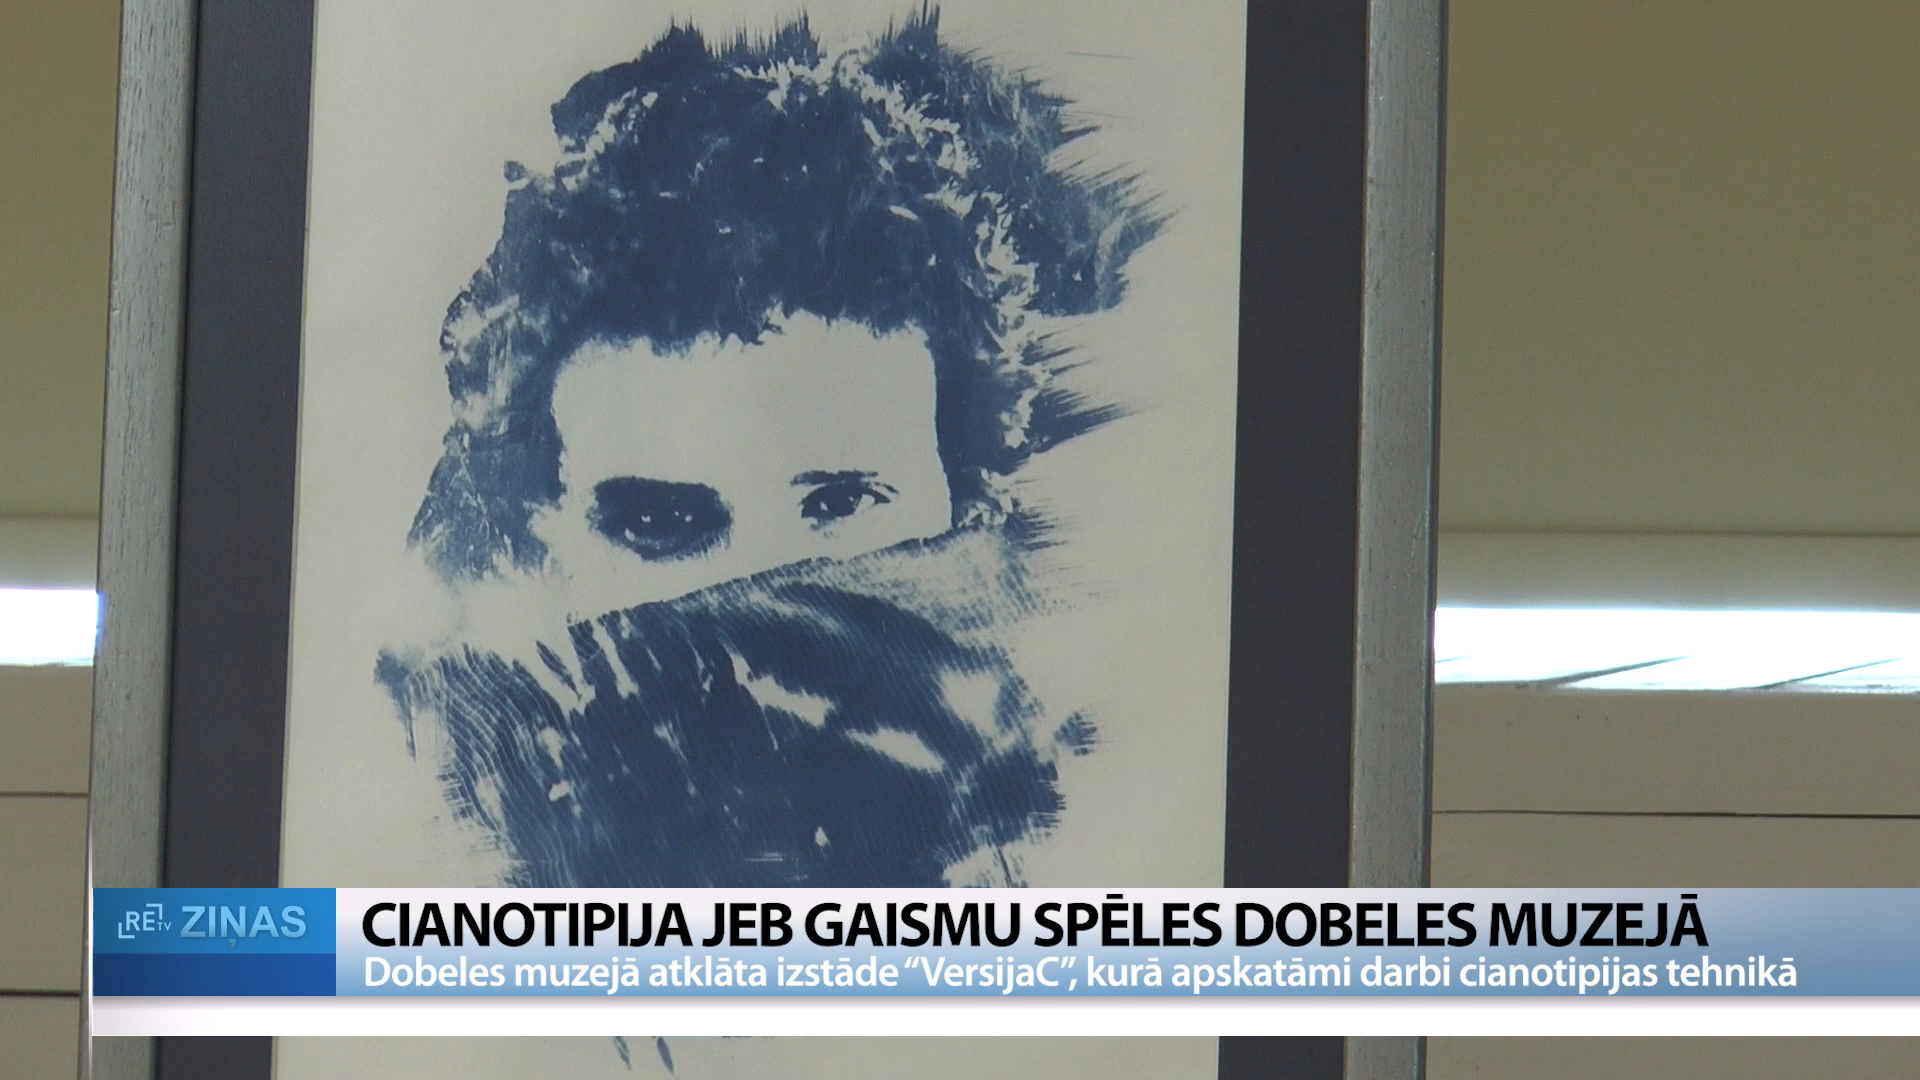 RE TV ZIŅAS
CIANOTIPIJA JEB GAISMU SPĒLES DOBELES MUZEJĀ
Dobeles muzejā atklāta izstāde “VersijaC”, kurā apskatāmi darbi cianotipijas tehnikā